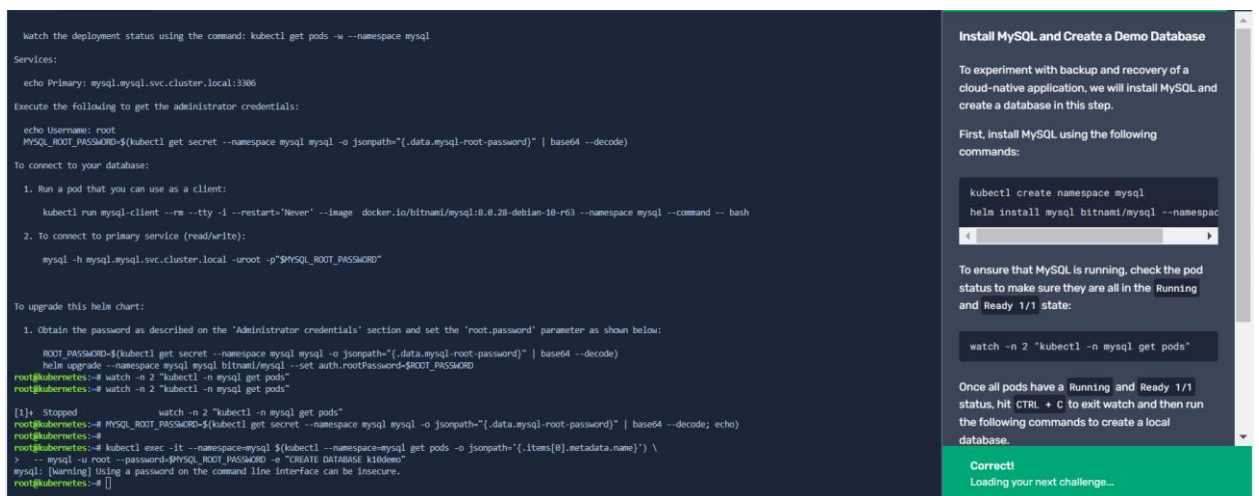 Watch the deployment status using the command: kubectl get pods -w --namespace mysql
Services:
echo Primary: mysql.mysql.svc.cluster.local:3306
Execute the following to get the administrator credentials:
echo Username: root
MYSQL_ROOT_PASSWORD=$(kubectl get secret --namespace mysql mysql -o jsonpath="{.data.mysql-root-password}" | base64 --decode)
To connect to your database:
1. Run a pod that you can use as a client:
kubectl run mysql-client --rm --tty -i --restart='Never' --image  docker.io/bitnami/mysql:8.0.28-debian-10-r63 --namespace mysql --command -- bash
2. To connect to primary service (read/write):
mysql -h mysql.mysql.svc.cluster.local -uroot -p"$MYSQL_ROOT_PASSWORD"
To upgrade this helm chart:
1. Obtain the password as described on the 'Administrator credentials' section and set the 'root.password' parameter as shown below:
ROOT_PASSWORD=$(kubectl get secret --namespace mysql mysql -o jsonpath="{.data.mysql-root-password}" | base64 --decode)
helm upgrade --namespace mysql mysql bitnami/mysql --set auth.rootPassword=$ROOT_PASSWORD
root@kubernetes:~# watch -n 2 "kubectl -n mysql get pods"
root@kubernetes:~# watch -n 2 "kubectl -n mysql get pods"
[1]+  Stopped                 watch -n 2 "kubectl -n mysql get pods"
root@kubernetes:~# MYSQL_ROOT_PASSWORD=$(kubectl get secret --namespace mysql mysql -o jsonpath="{.data.mysql-root-password}" | base64 --decode; echo)
root@kubernetes:~#
root@kubernetes:~# kubectl exec -it --namespace=mysql $(kubectl --namespace=mysql get pods -o jsonpath='{.items[0].metadata.name}') \
>   -- mysql -u root --password=$MYSQL_ROOT_PASSWORD -e "CREATE DATABASE k10demo"
mysql: [Warning] Using a password on the command line interface can be insecure.
root@kubernetes:~#
Install MySQL and Create a Demo Database
To experiment with backup and recovery of a
cloud-native application, we will install MySQL and
create a database in this step.
First, install MySQL using the following
commands:
kubectl create namespace mysql
helm install mysql bitnami/mysql --namespac
To ensure that MySQL is running, check the pod
status to make sure they are all in the Running
and Ready 1/1 state:
watch -n 2 "kubectl -n mysql get pods"
Once all pods have a Running and Ready 1/1
status, hit CTRL + C to exit watch and then run
the following commands to create a local
database.
Correct!
Loading your next challenge...